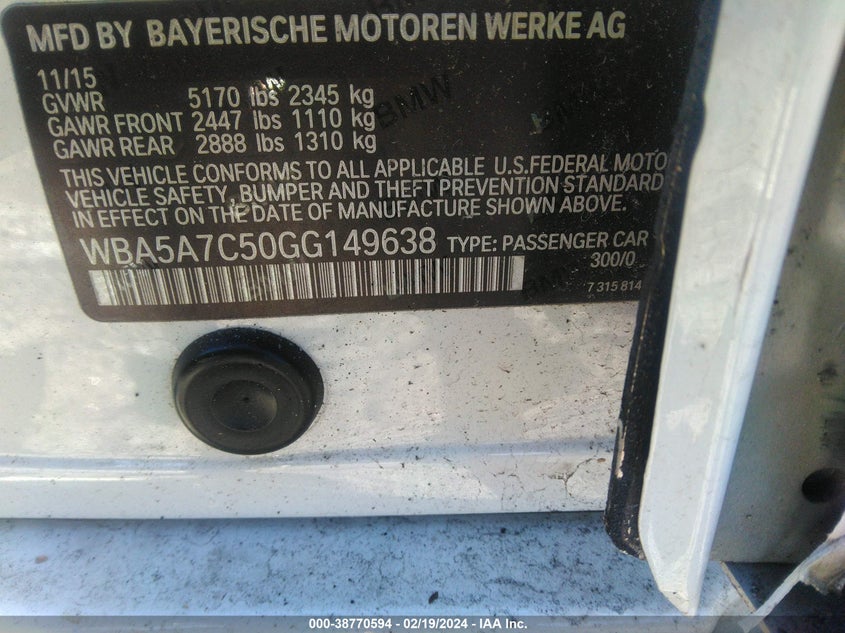 MFD BY BAYERISCHE MOTOREN WERKE AG
11/15
GVWR 5170 lbs 2345 kg
GAWR FRONT 2447 lbs 1110 kg
GAWR REAR 2888 lbs 1310 kg
THIS VEHICLE CONFORMS TO ALL APPLICABLE U.S.FEDERAL MOTO
VEHICLE SAFETY, BUMPER AND THEFT PREVENTION STANDARD
IN EFFECT ON THE DATE OF MANUFACTURE SHOWN ABOVE.
WBA5A7C50GG149638 TYPE: PASSENGER CAR
300/0
7 315 814
BMW
000-38770594 - 02/19/2024 - IAA Inc.